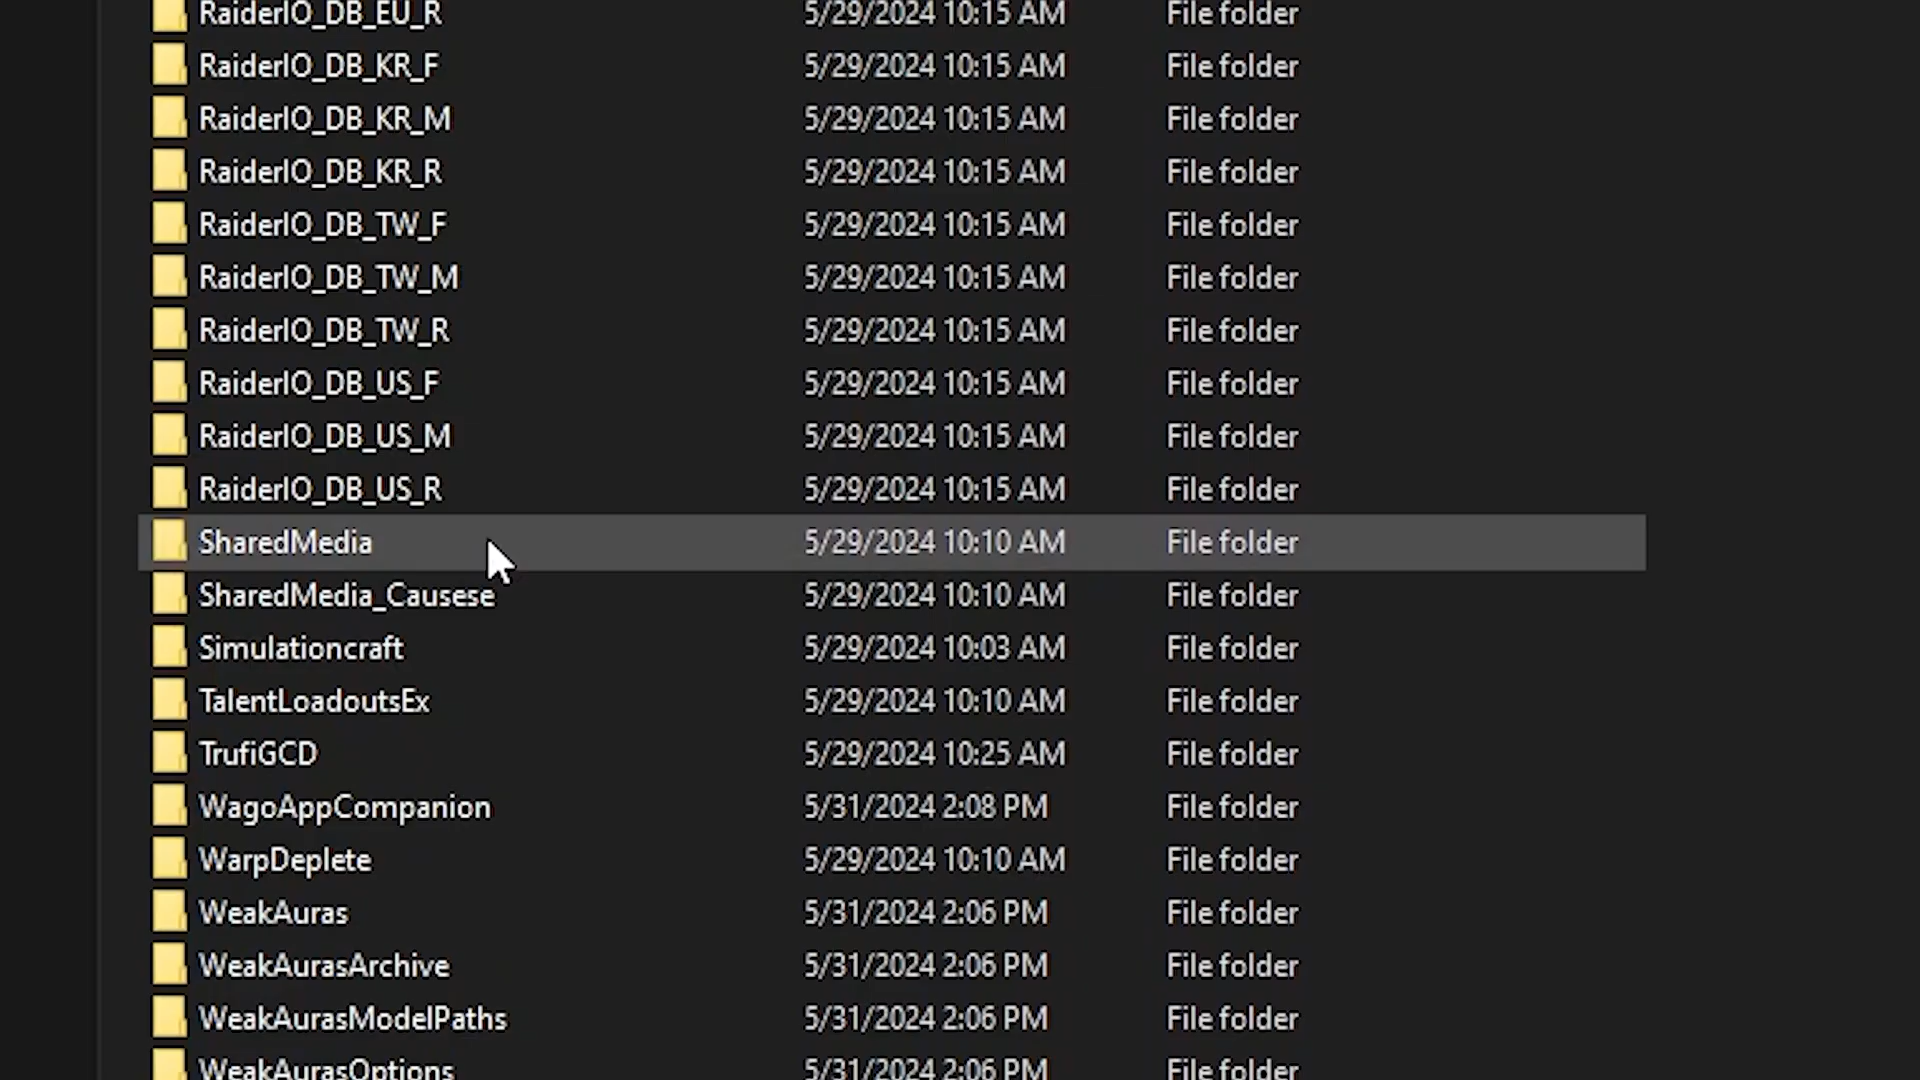 RaiderIO_DB_EU_R 5/29/2024 10:15 AM File folder
RaiderIO_DB_KR_F 5/29/2024 10:15 AM File folder
RaiderIO_DB_KR_M 5/29/2024 10:15 AM File folder
RaiderIO_DB_KR_R 5/29/2024 10:15 AM File folder
RaiderIO_DB_TW_F 5/29/2024 10:15 AM File folder
RaiderIO_DB_TW_M 5/29/2024 10:15 AM File folder
RaiderIO_DB_TW_R 5/29/2024 10:15 AM File folder
RaiderIO_DB_US_F 5/29/2024 10:15 AM File folder
RaiderIO_DB_US_M 5/29/2024 10:15 AM File folder
RaiderIO_DB_US_R 5/29/2024 10:15 AM File folder
SharedMedia 5/29/2024 10:10 AM File folder
SharedMedia_Causese 5/29/2024 10:10 AM File folder
Simulationcraft 5/29/2024 10:03 AM File folder
TalentLoadoutsEx 5/29/2024 10:10 AM File folder
TrufiGCD 5/29/2024 10:25 AM File folder
WagoAppCompanion 5/31/2024 2:08 PM File folder
WarpDeplete 5/29/2024 10:10 AM File folder
WeakAuras 5/31/2024 2:06 PM File folder
WeakAurasArchive 5/31/2024 2:06 PM File folder
WeakAurasModelPaths 5/31/2024 2:06 PM File folder
WeakAurasOptions 5/31/2024 2:06 PM File folder